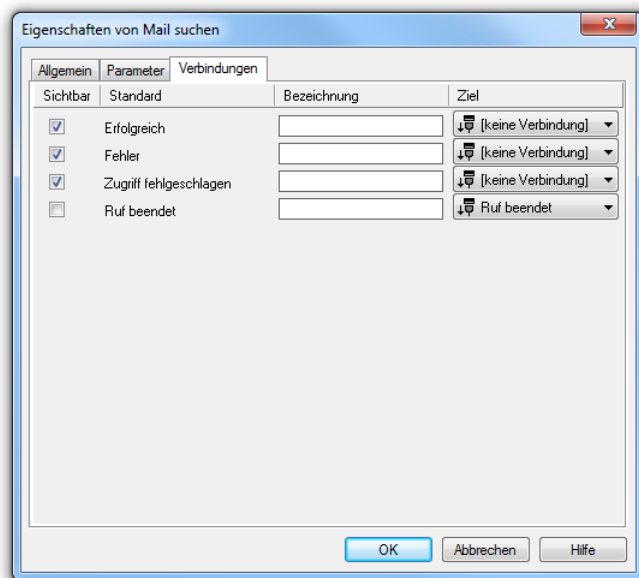 Eigenschaften von Mail suchen
Allgemein Parameter Verbindungen
Sichtbar Standard Bezeichnung Ziel
Erfolgreich [keine Verbindung]
Fehler [keine Verbindung]
Zugriff fehlgeschlagen [keine Verbindung]
Ruf beendet Ruf beendet
OK Abbrechen Hilfe